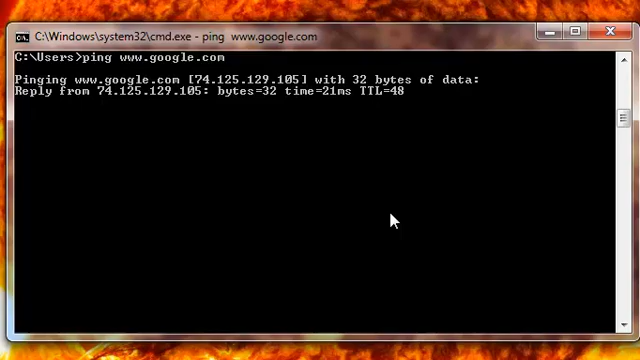 C:\Windows\system32\cmd.exe - ping  www.google.com
C:\Users>ping www.google.com
Pinging www.google.com [74.125.129.105] with 32 bytes of data:
Reply from 74.125.129.105: bytes=32 time=21ms TTL=48